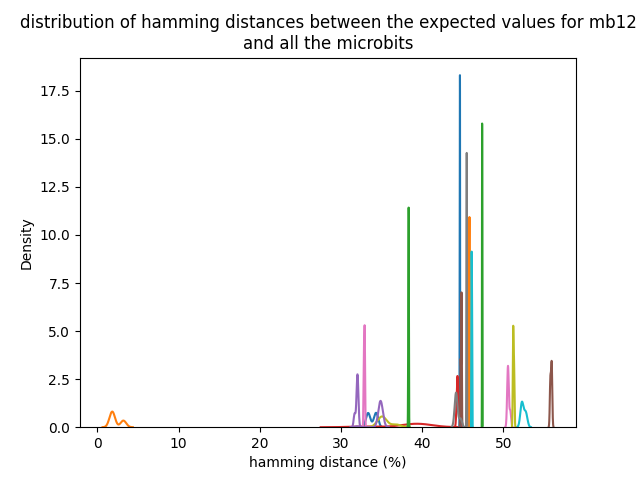 distribution of hamming distances between the expected values for mb12
and all the microbits
17.5
15.0
12.5
10.0
7.5
5.0
2.5
0.0
Density
0 10 20 30 40 50
hamming distance (%)